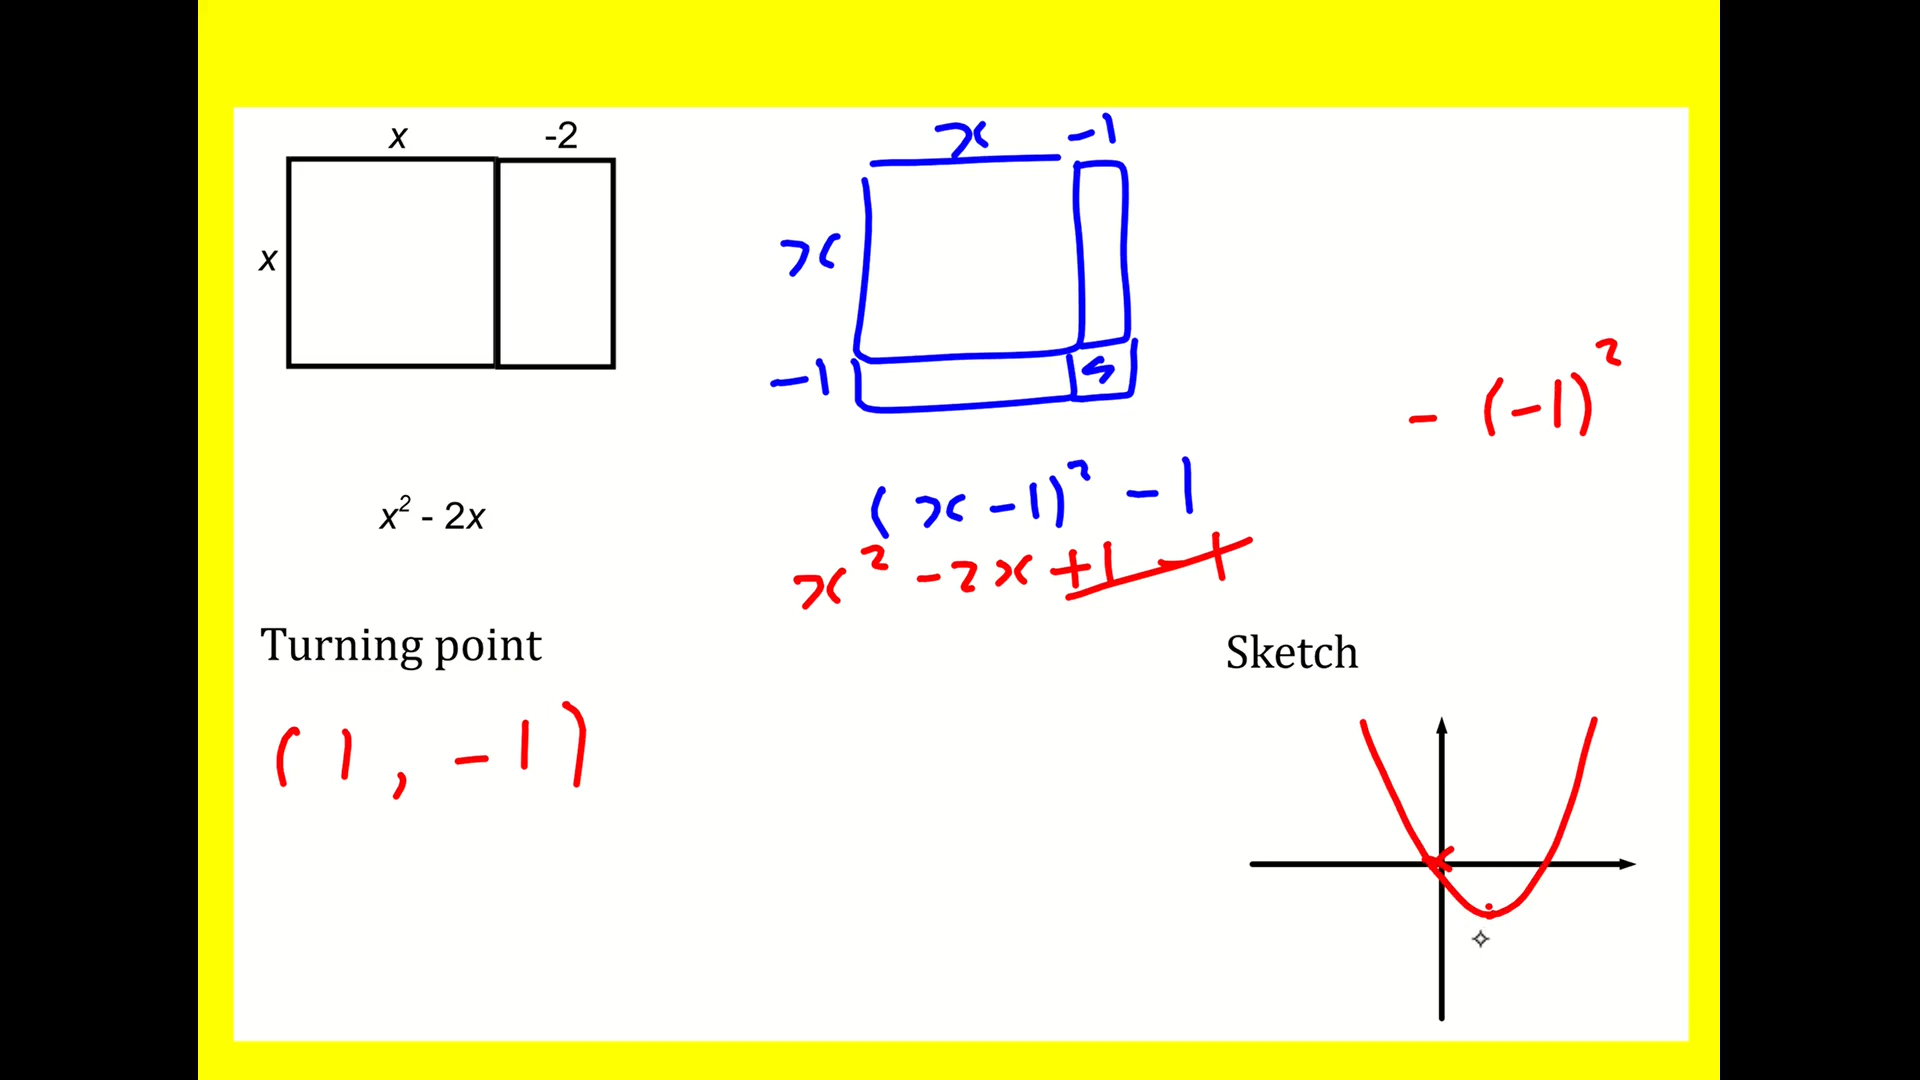 x -2
x
x² - 2x
x -1
x
-1
(x -1)² -1
x² -2x +1 -1
- (-1)²
Turning point
(1, -1)
Sketch